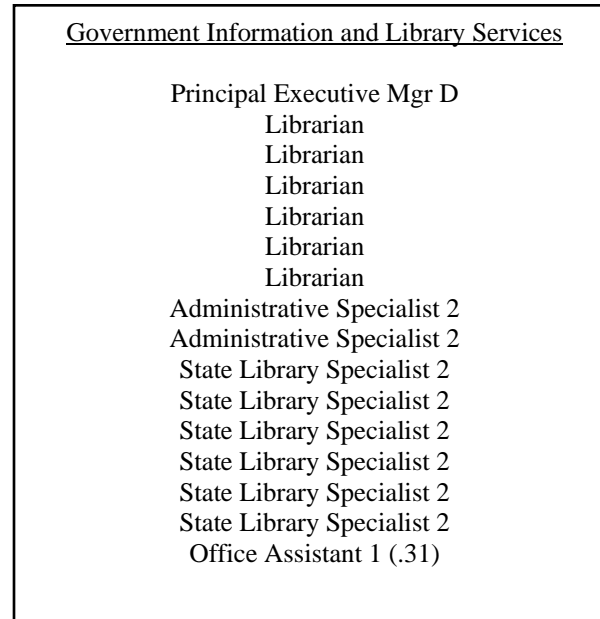 Government Information and Library Services
Principal Executive Mgr D
Librarian
Librarian
Librarian
Librarian
Librarian
Librarian
Administrative Specialist 2
Administrative Specialist 2
State Library Specialist 2
State Library Specialist 2
State Library Specialist 2
State Library Specialist 2
State Library Specialist 2
State Library Specialist 2
Office Assistant 1 (.31)